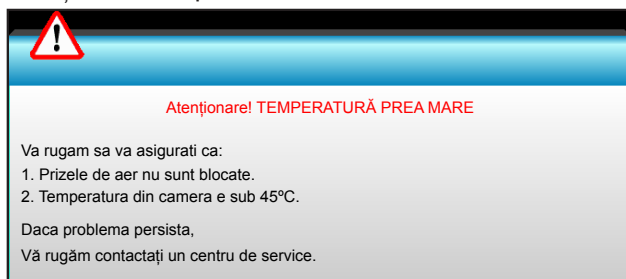 Atenționare! TEMPERATURĂ PREA MARE
Va rugam sa va asigurati ca:
1. Prizele de aer nu sunt blocate.
2. Temperatura din camera e sub 45ºC.
Daca problema persista,
Vă rugăm contactați un centru de service.